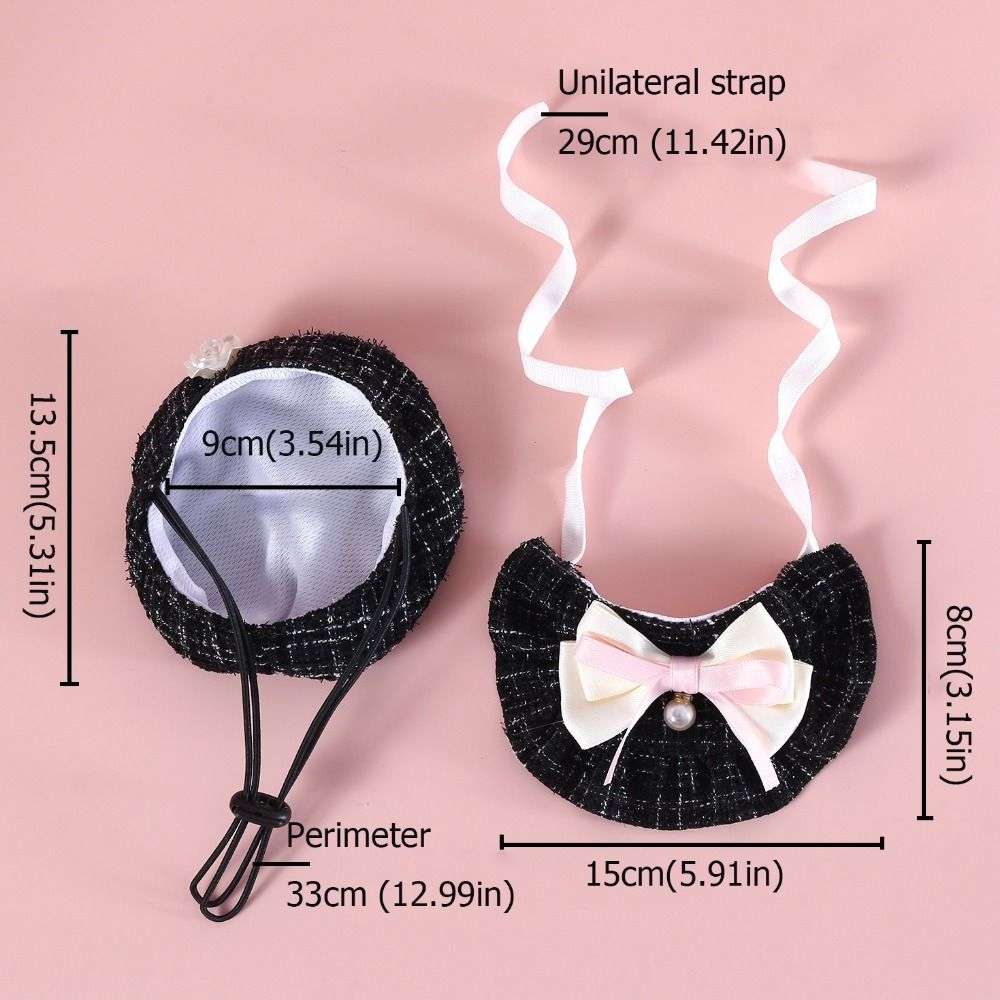 Unilateral strap
29cm (11.42in)
13.5cm(5.31in)
9cm(3.54in)
8cm(3.15in)
Perimeter
33cm (12.99in)
15cm(5.91in)